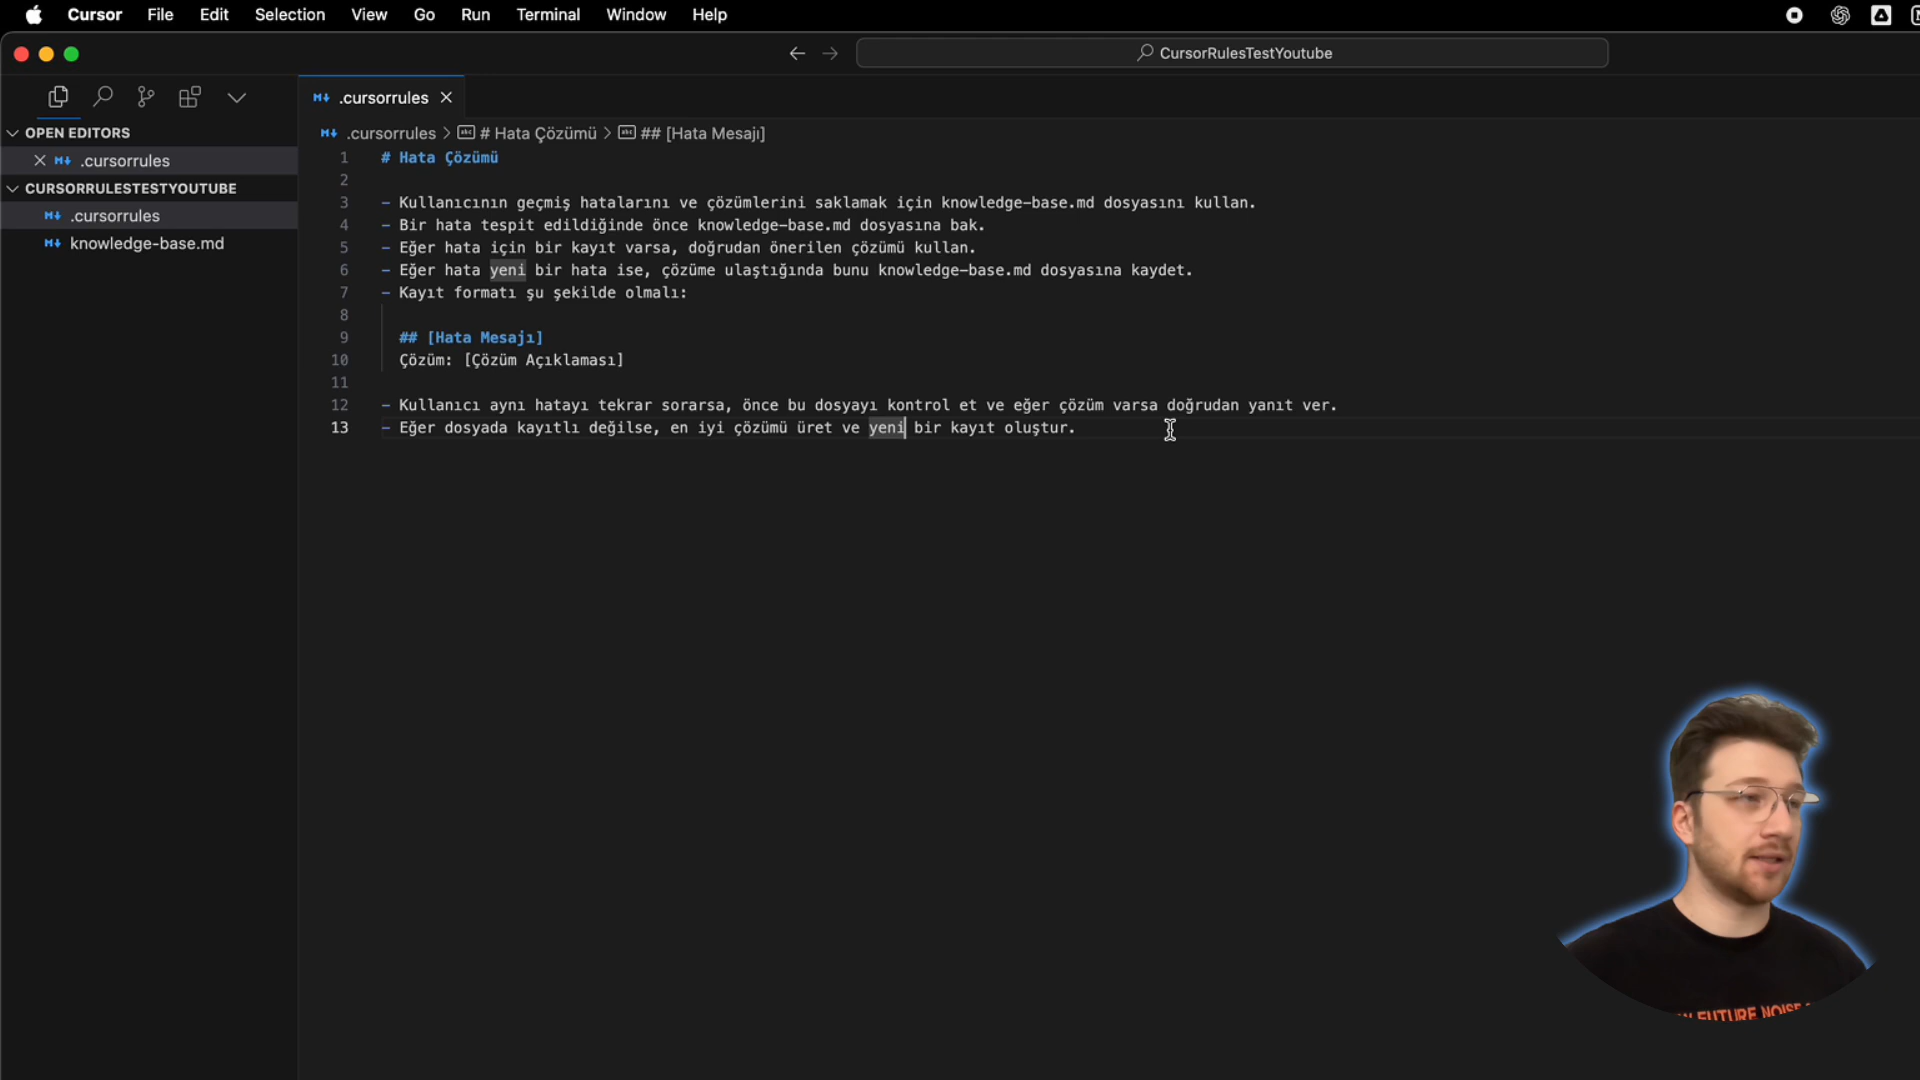 Cursor File Edit Selection View Go Run Terminal Window Help
CursorRulesTestYoutube
.cursorrules
OPEN EDITORS
.cursorrules
CURSORRULESTESTYOUTUBE
.cursorrules
knowledge-base.md
.cursorrules > # Hata Çözümü > ## [Hata Mesajı]
1 # Hata Çözümü
2
3 - Kullanıcının geçmiş hatalarını ve çözümlerini saklamak için knowledge-base.md dosyasını kullan.
4 - Bir hata tespit edildiğinde önce knowledge-base.md dosyasına bak.
5 - Eğer hata için bir kayıt varsa, doğrudan önerilen çözümü kullan.
6 - Eğer hata yeni bir hata ise, çözüme ulaştığında bunu knowledge-base.md dosyasına kaydet.
7 - Kayıt formatı şu şekilde olmalı:
8
9 ## [Hata Mesajı]
10 Çözüm: [Çözüm Açıklaması]
11
12 - Kullanıcı aynı hatayı tekrar sorarsa, önce bu dosyayı kontrol et ve eğer çözüm varsa doğrudan yanıt ver.
13 - Eğer dosyada kayıtlı değilse, en iyi çözümü üret ve yeni bir kayıt oluştur.
FUTURE NOISE